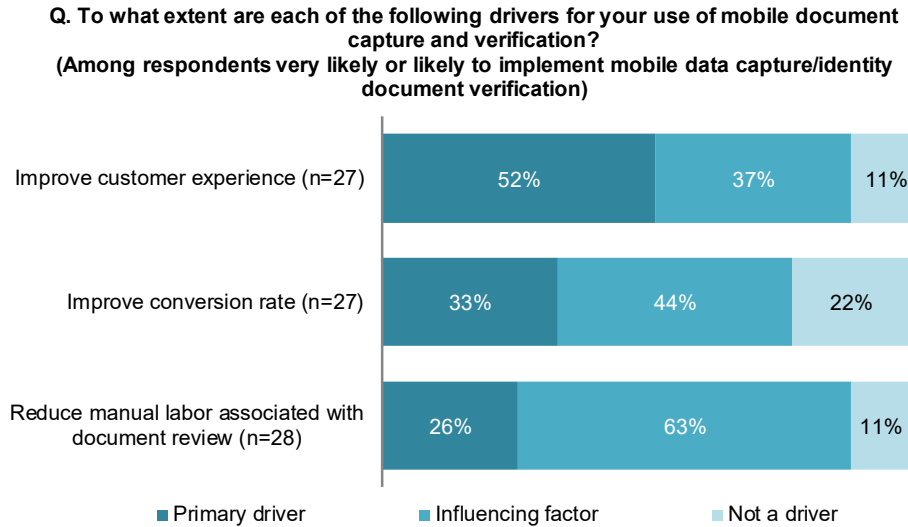 Q. To what extent are each of the following drivers for your use of mobile document
capture and verification?
(Among respondents very likely or likely to implement mobile data capture/identity
document verification)
Improve customer experience (n=27)
52%
37%
11%
Improve conversion rate (n=27)
33%
44%
22%
Reduce manual labor associated with
document review (n=28)
26%
63%
11%
Primary driver
Influencing factor
Not a driver